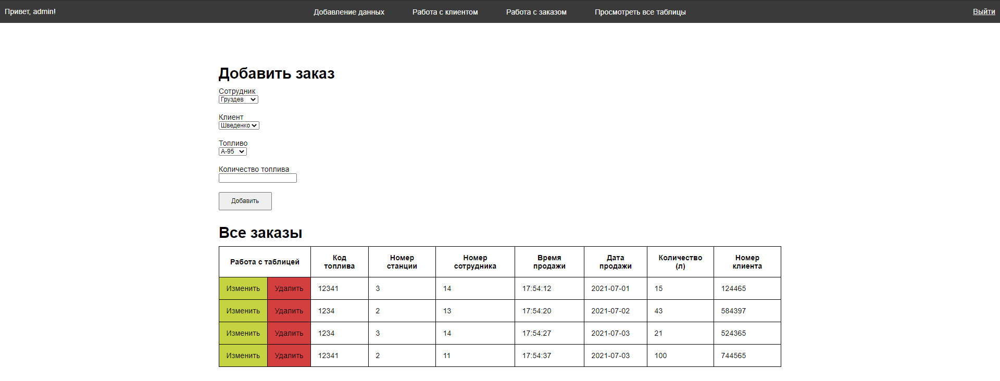 Привет, admin! Добавление данных Работа с клиентом Работа с заказом Просмотреть все таблицы Выйти
Добавить заказ
Сотрудник
Груздев
Клиент
Шведенко
Топливо
А-95
Количество топлива
Добавить
Все заказы
Работа с таблицей Код топлива Номер станции Номер сотрудника Время продажи Дата продажи Количество (л) Номер клиента
Изменить Удалить 12341 3 14 17:54:12 2021-07-01 15 124465
Изменить Удалить 1234 2 13 17:54:20 2021-07-02 43 584397
Изменить Удалить 1234 3 14 17:54:27 2021-07-03 21 524365
Изменить Удалить 12341 2 11 17:54:37 2021-07-03 100 744565